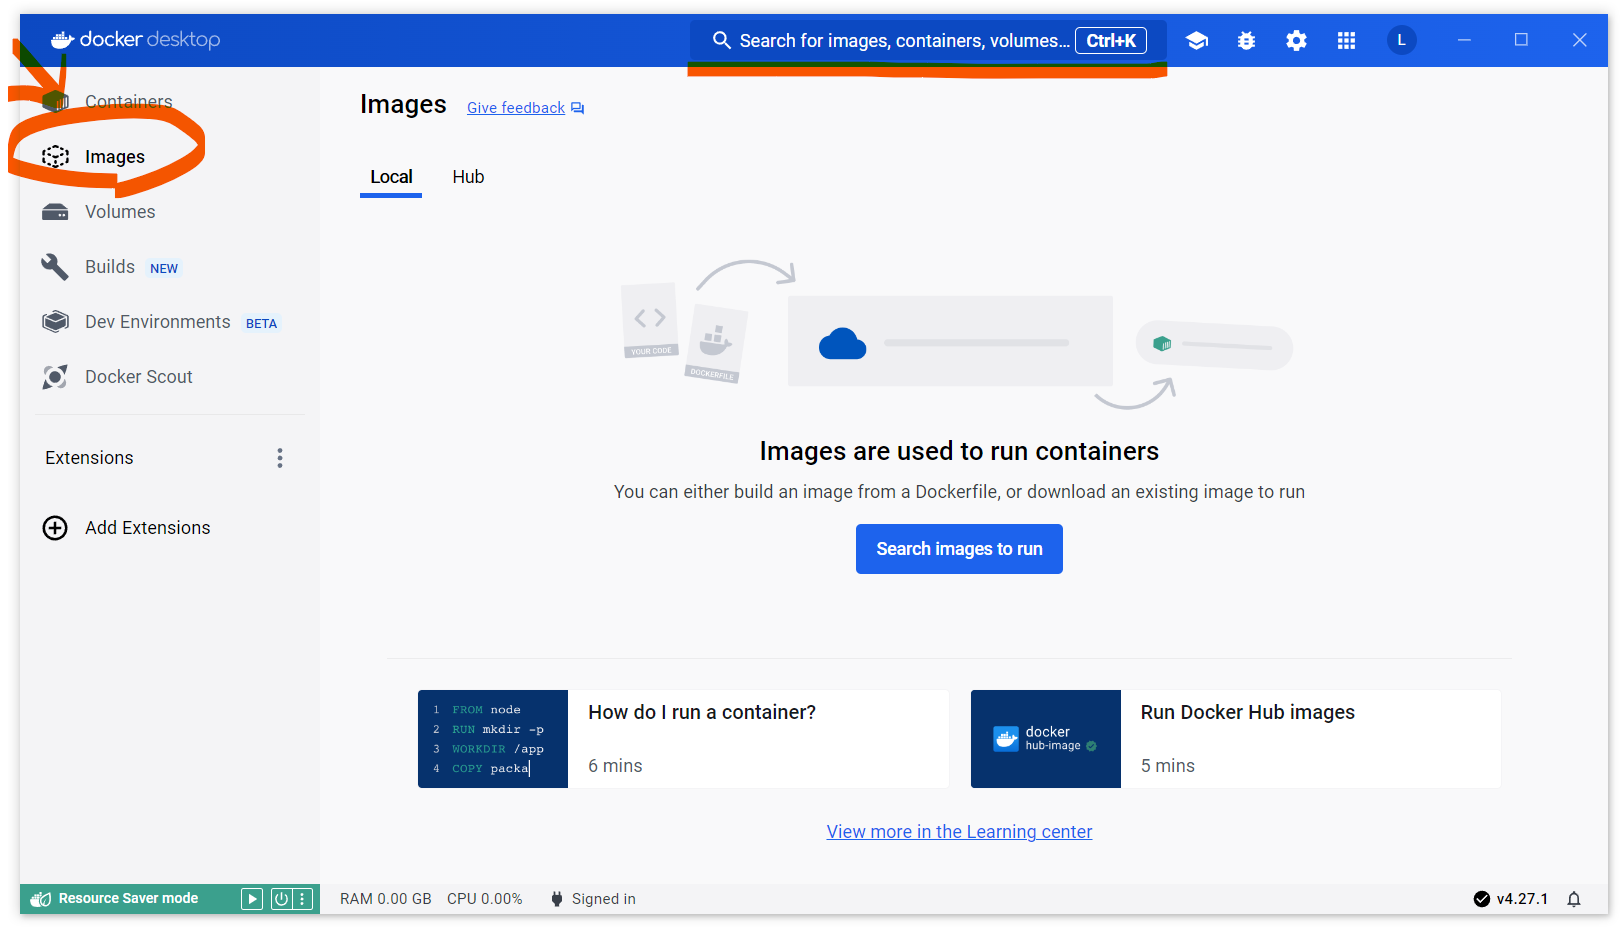 docker desktop
Search for images, containers, volumes... Ctrl+K
L
Containers
Images
Volumes
Builds NEW
Dev Environments BETA
Docker Scout
Extensions
Add Extensions
Images Give feedback
Local Hub
YOUR CODE
DOCKERFILE
Images are used to run containers
You can either build an image from a Dockerfile, or download an existing image to run
Search images to run
1 FROM node
2 RUN mkdir -p
3 WORKDIR /app
4 COPY packa
How do I run a container?
6 mins
docker
hub-image
Run Docker Hub images
5 mins
View more in the Learning center
Resource Saver mode
RAM 0.00 GB CPU 0.00% Signed in
v4.27.1